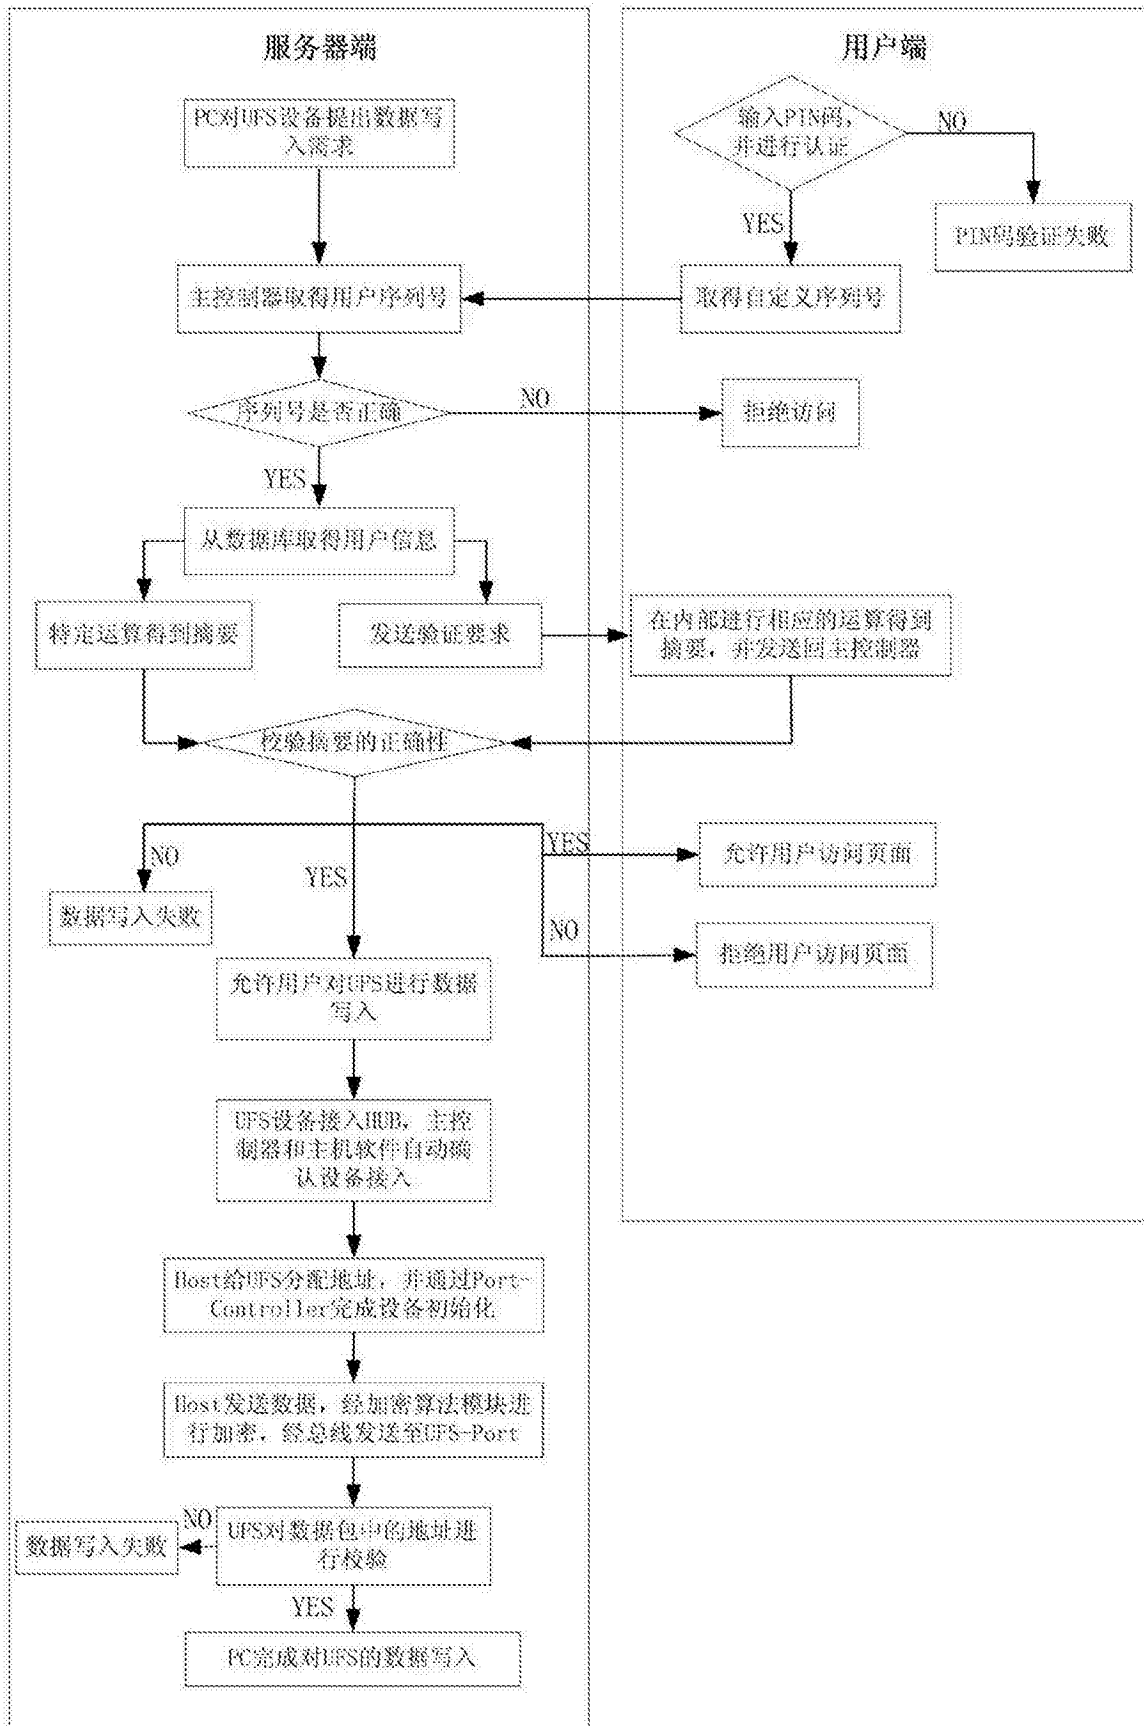 服务器端
用户端
PC对UFS设备提出数据写
入需求
输入PIN码，
并进行认证
NO
YES
PIN码验证失败
主控制器取得用户序列号
取得自定义序列号
序列号是否正确
NO
拒绝访问
YES
从数据库取得用户信息
特定运算得到摘要
发送验证要求
在内部进行相应的运算得到
摘要，并发送回主控制器
校验摘要的正确性
NO
YES
YES
允许用户访问页面
数据写入失败
NO
拒绝用户访问页面
允许用户对UFS进行数据
写入
UFS设备接入HUB，主控
制器和主机软件自动确
认设备接入
Host给UFS分配地址，并通过Port-
Controller完成设备初始化
Host发送数据，经加密算法模块进
行加密，经总线发送至UFS-Port
NO
数据写入失败
UFS对数据包中的地址进
行校验
YES
PC完成对UFS的数据写入